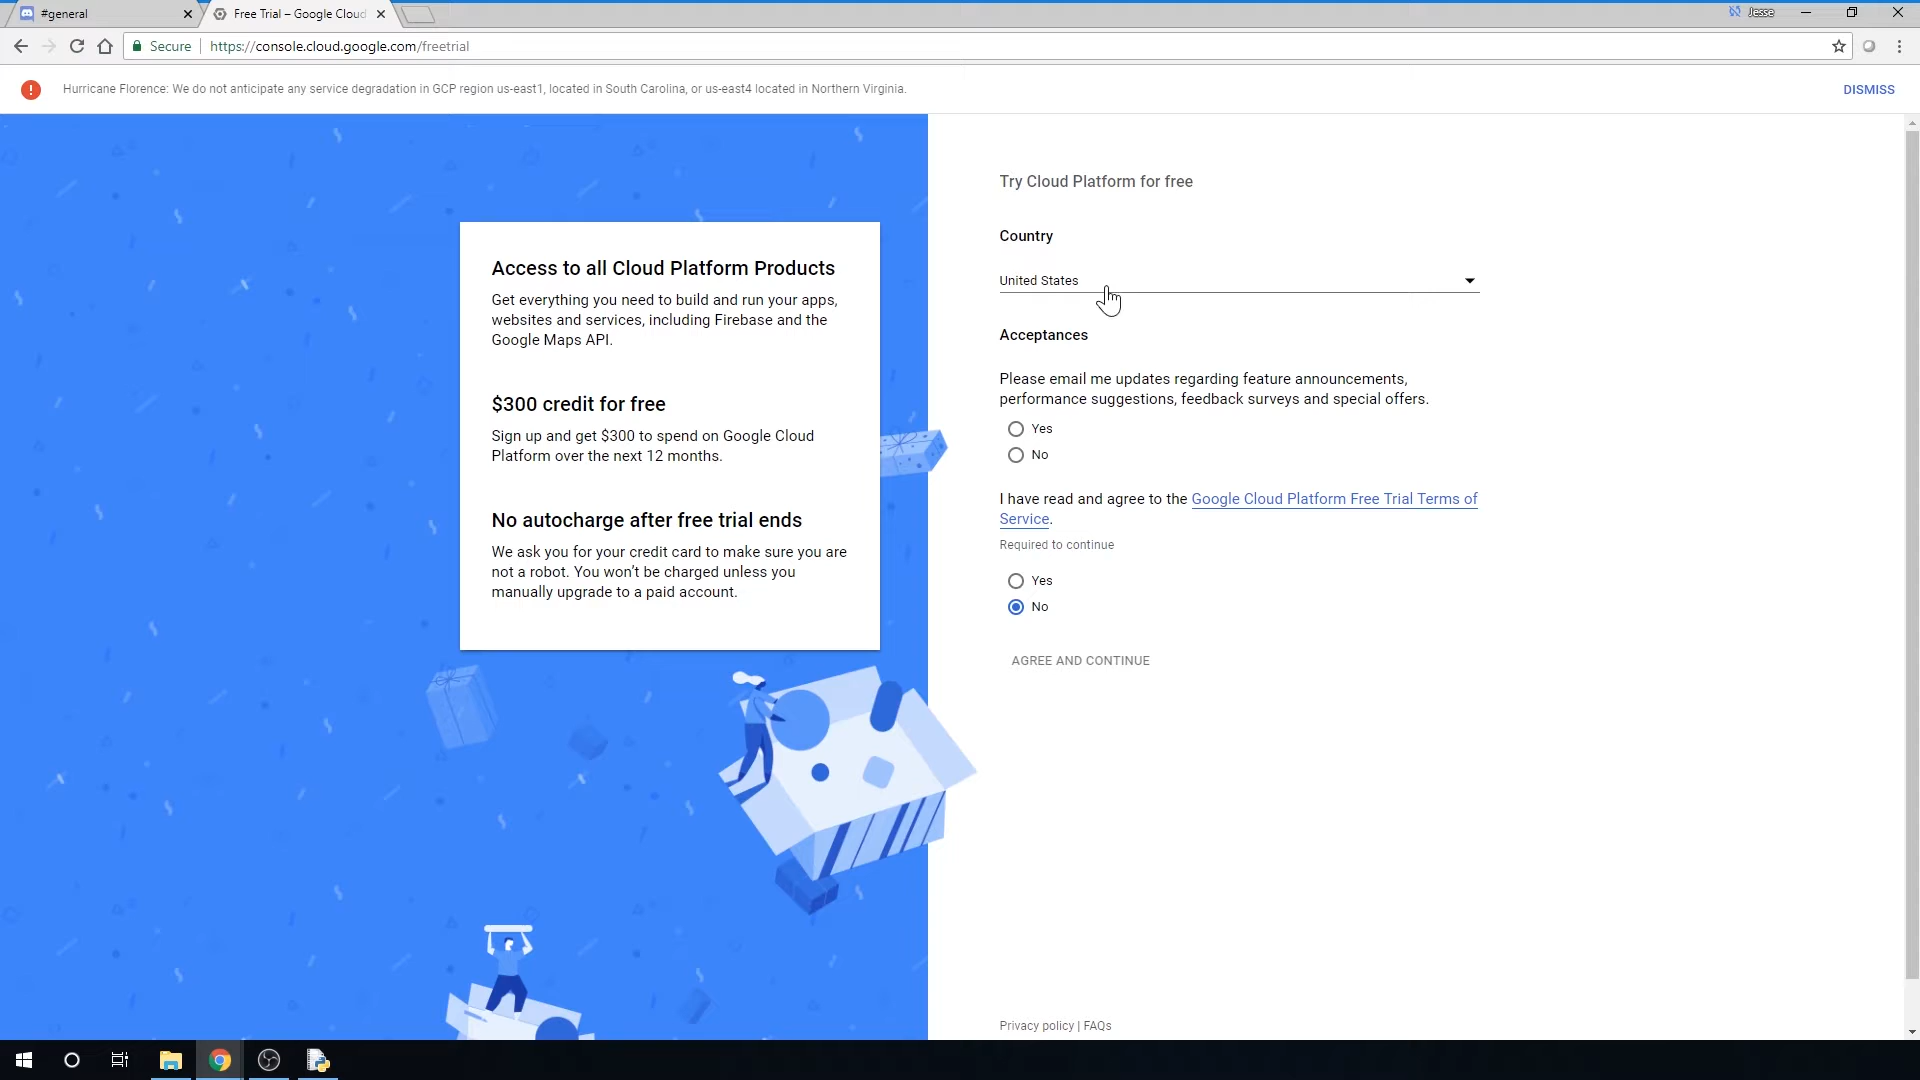 #general
Free Trial – Google Cloud
Jesse
Secure
https://console.cloud.google.com/freetrial
Hurricane Florence: We do not anticipate any service degradation in GCP region us-east1, located in South Carolina, or us-east4 located in Northern Virginia.
DISMISS
Access to all Cloud Platform Products
Get everything you need to build and run your apps,
websites and services, including Firebase and the
Google Maps API.
$300 credit for free
Sign up and get $300 to spend on Google Cloud
Platform over the next 12 months.
No autocharge after free trial ends
We ask you for your credit card to make sure you are
not a robot. You won’t be charged unless you
manually upgrade to a paid account.
Try Cloud Platform for free
Country
United States
Acceptances
Please email me updates regarding feature announcements,
performance suggestions, feedback surveys and special offers.
Yes
No
I have read and agree to the Google Cloud Platform Free Trial Terms of
Service.
Required to continue
Yes
No
AGREE AND CONTINUE
Privacy policy | FAQs